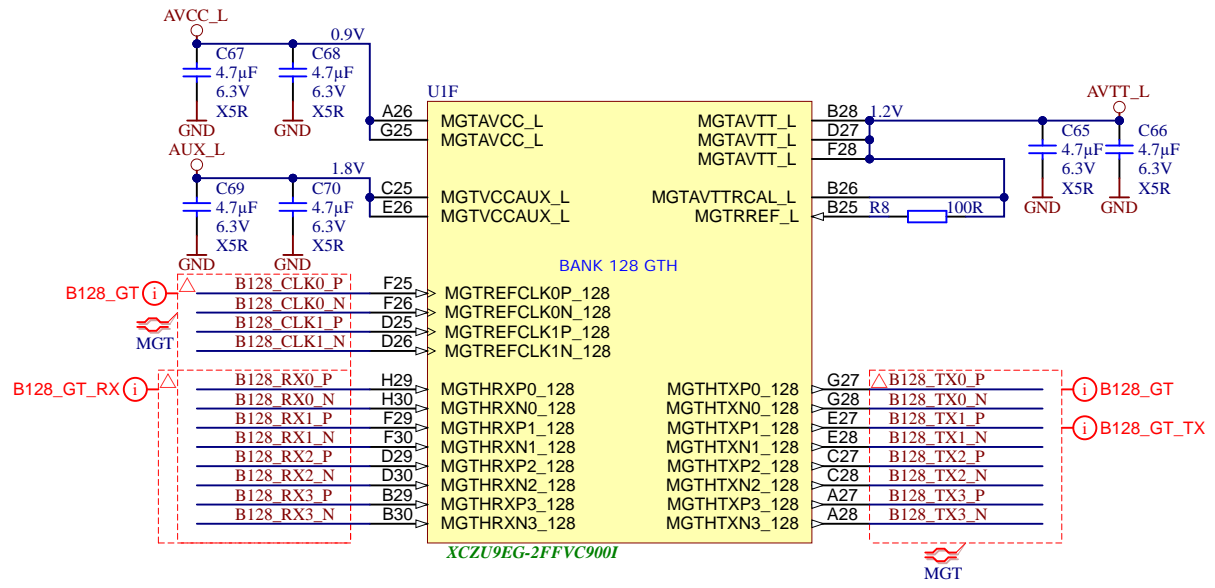 AVCC_L
0.9V
C67
4.7µF
6.3V
X5R
GND
C68
4.7µF
6.3V
X5R
GND
AUX_L
1.8V
C69
4.7µF
6.3V
X5R
GND
C70
4.7µF
6.3V
X5R
GND
U1F
A26 MGTAVCC_L
G25 MGTAVCC_L
C25 MGTVCCAUX_L
E26 MGTVCCAUX_L
MGTAVTT_L B28 1.2V
MGTAVTT_L D27
MGTAVTT_L F28
MGTAVTTRCAL_L B26
MGTRREF_L B25 R8 100R
AVTT_L
C65
4.7µF
6.3V
X5R
GND
C66
4.7µF
6.3V
X5R
GND
BANK 128 GTH
B128_GT i
MGT
B128_CLK0_P F25 MGTREFCLK0P_128
B128_CLK0_N F26 MGTREFCLK0N_128
B128_CLK1_P D25 MGTREFCLK1P_128
B128_CLK1_N D26 MGTREFCLK1N_128
B128_GT_RX i
B128_RX0_P H29 MGTHRXP0_128
B128_RX0_N H30 MGTHRXN0_128
B128_RX1_P F29 MGTHRXP1_128
B128_RX1_N F30 MGTHRXN1_128
B128_RX2_P D29 MGTHRXP2_128
B128_RX2_N D30 MGTHRXN2_128
B128_RX3_P B29 MGTHRXP3_128
B128_RX3_N B30 MGTHRXN3_128
MGTHTXP0_128 G27 B128_TX0_P
MGTHTXN0_128 G28 B128_TX0_N
MGTHTXP1_128 E27 B128_TX1_P
MGTHTXN1_128 E28 B128_TX1_N
MGTHTXP2_128 C27 B128_TX2_P
MGTHTXN2_128 C28 B128_TX2_N
MGTHTXP3_128 A27 B128_TX3_P
MGTHTXN3_128 A28 B128_TX3_N
i B128_GT
i B128_GT_TX
XCZU9EG-2FFVC900I
MGT